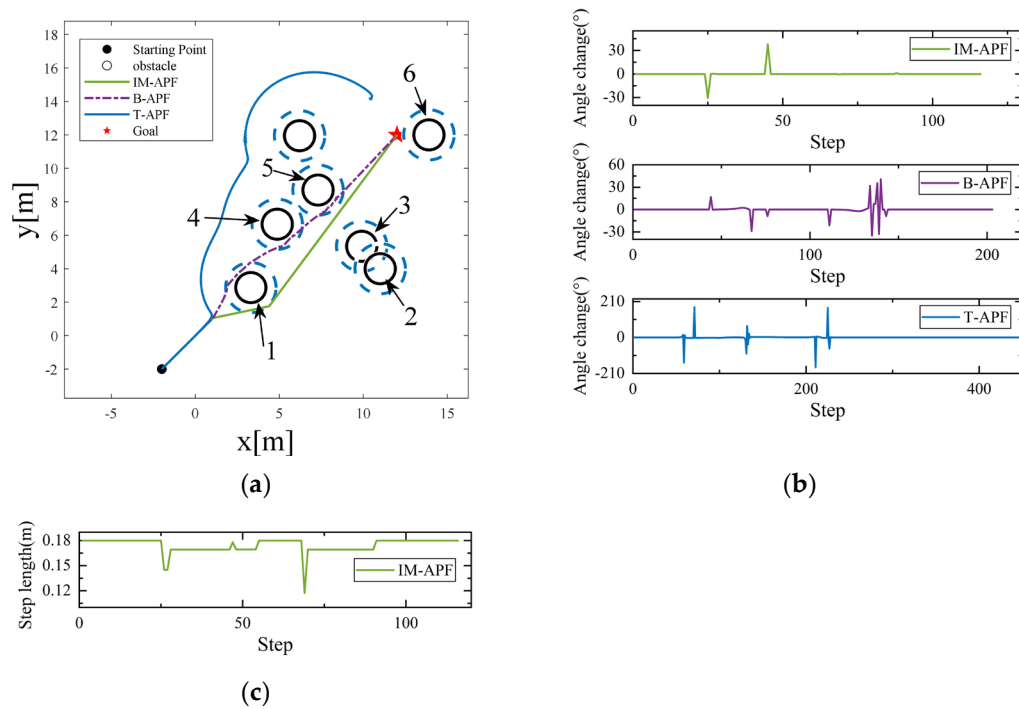 18
16
14
12
10
8
6
4
2
0
-2
y[m]
-5
0
5
10
15
x[m]
Starting Point
obstacle
IM-APF
B-APF
T-APF
Goal
6
5
4
3
2
1
(a)
Angle change(°)
30
0
-30
IM-APF
0
100
Step
Angle change(°)
60
30
0
-30
B-APF
0
100
200
Step
Angle change(°)
210
0
-210
T-APF
0
200
400
Step
(b)
Step length(m)
0.18
0.15
0.12
IM-APF
0
50
100
Step
(c)